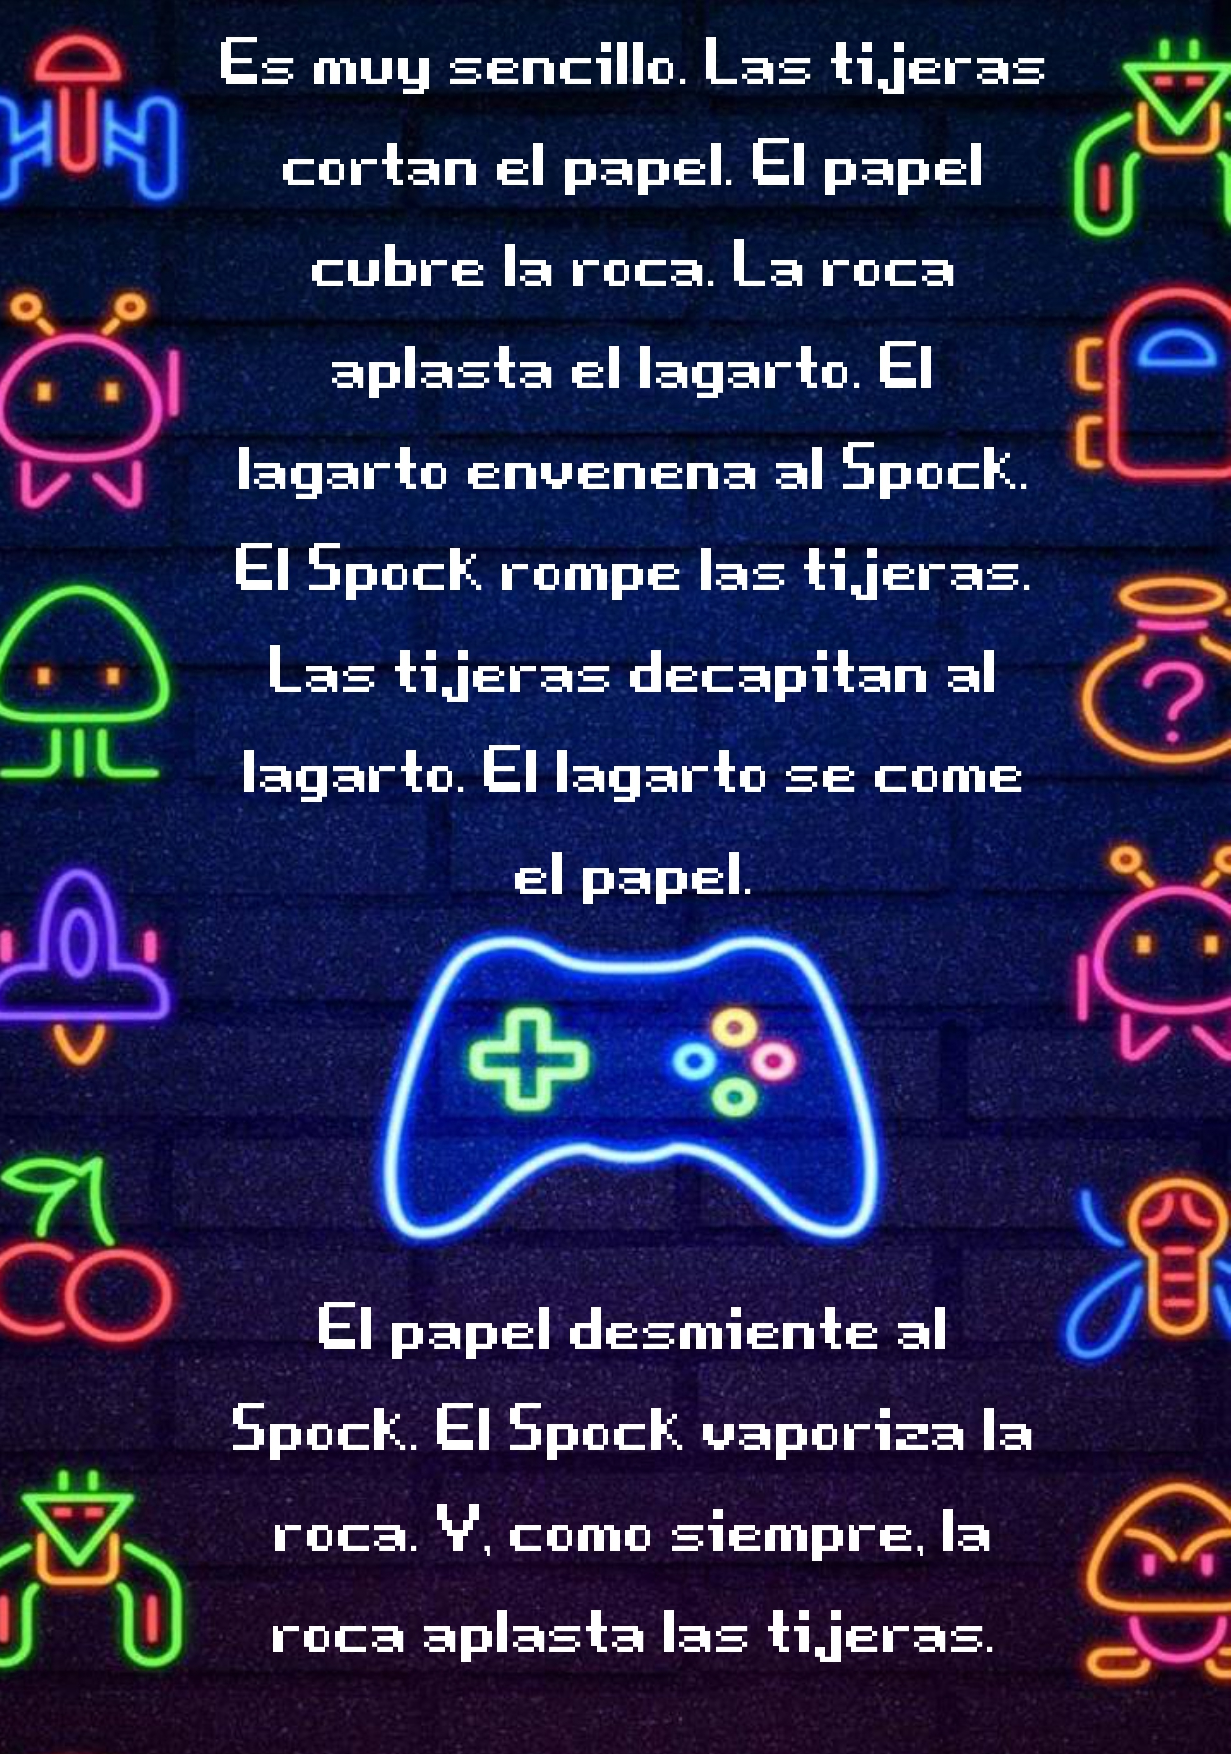 Es muy sencillo. Las tijeras
cortan el papel. El papel
cubre la roca. La roca
aplasta el lagarto. El
lagarto envenena al Spock.
El Spock rompe las tijeras.
Las tijeras decapitan al
lagarto. El lagarto se come
el papel.
?
El papel desmiente al
Spock. El Spock vaporiza la
roca. Y, como siempre, la
roca aplasta las tijeras.